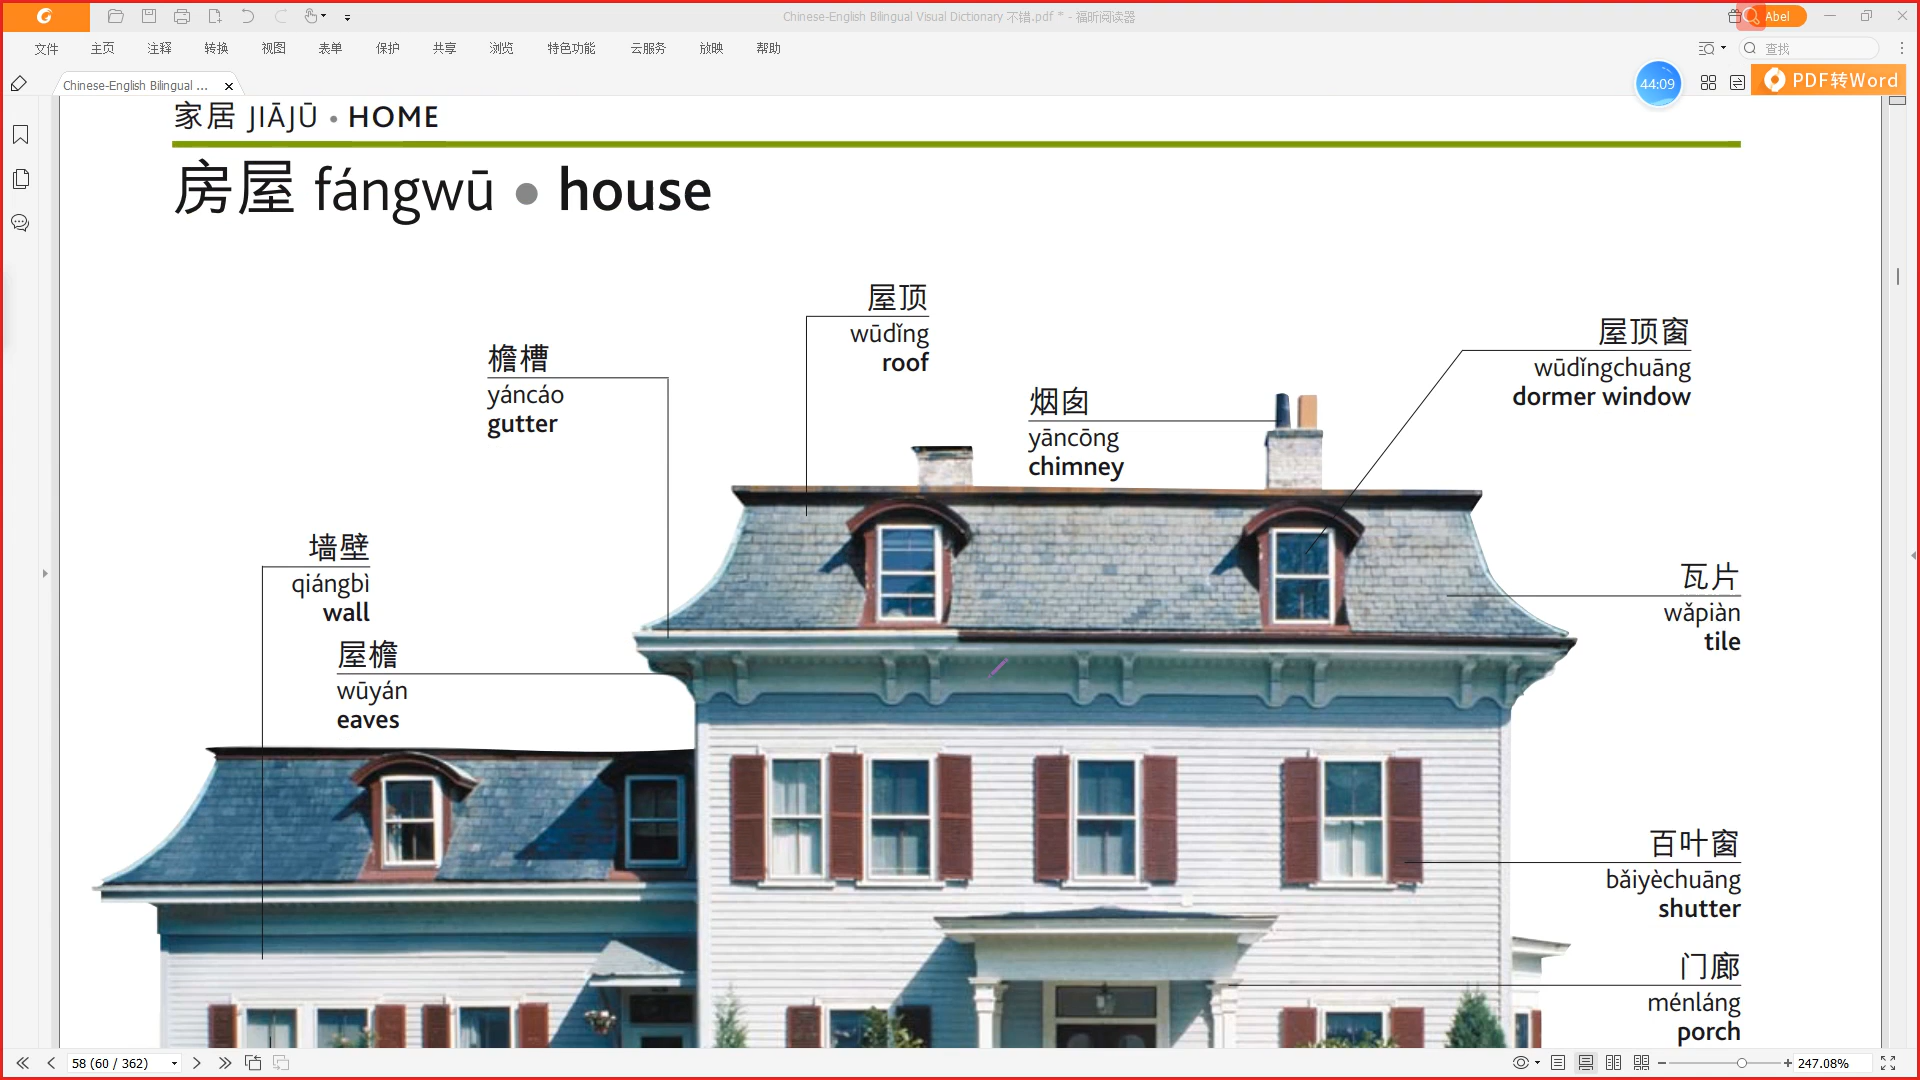 Chinese-English Bilingual Visual Dictionary 不错.pdf * - 福昕阅读器
Abel
文件 主页 注释 转换 视图 表单 保护 共享 浏览 特色功能 云服务 放映 帮助
查找
Chinese-English Bilingual ...
44:09
PDF转Word
家居 JIĀJŪ • HOME
房屋 fángwū • house
屋顶
wūdǐng
roof
屋顶窗
wūdǐngchuāng
dormer window
檐槽
yáncáo
gutter
烟囱
yāncōng
chimney
墙壁
qiángbì
wall
瓦片
wǎpiàn
tile
屋檐
wūyán
eaves
百叶窗
bǎiyèchuāng
shutter
门廊
ménláng
porch
58 (60 / 362)
247.08%